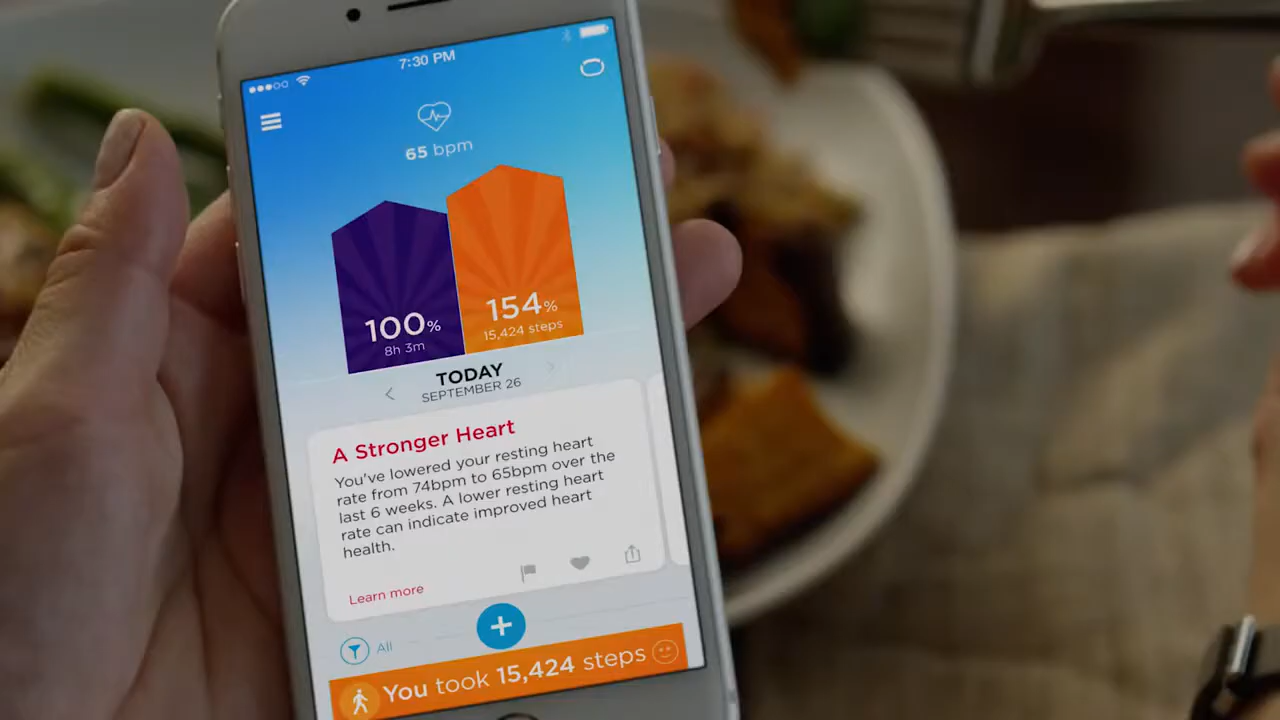 7:30 PM
65 bpm
100%
8h 3m
154%
15,424 steps
TODAY
SEPTEMBER 26
A Stronger Heart
You've lowered your resting heart
rate from 74bpm to 65bpm over the
last 6 weeks. A lower resting heart
rate can indicate improved heart
health.
Learn more
All
You took 15,424 steps